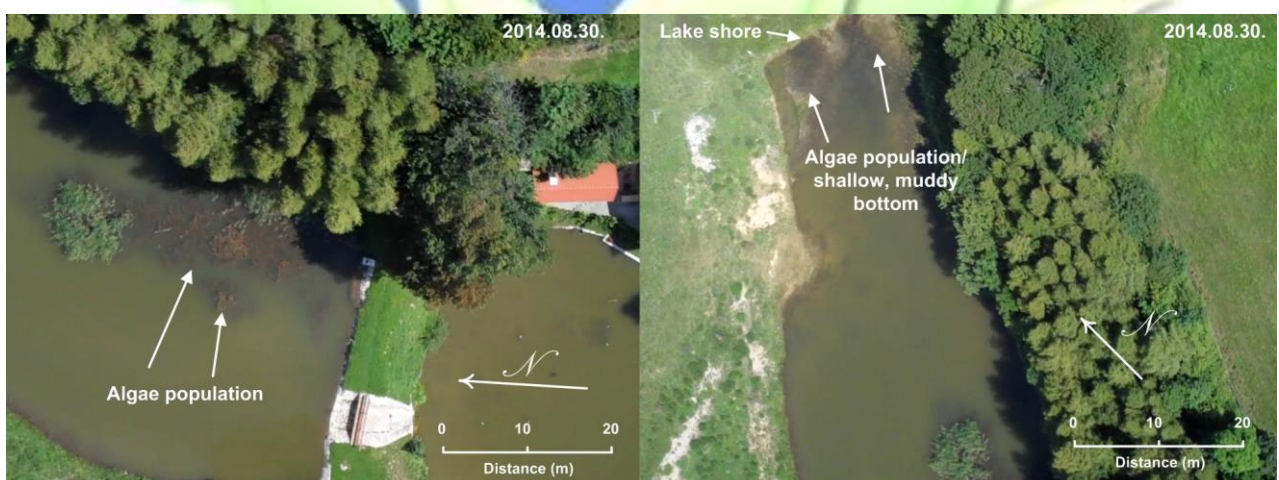 2014.08.30.
Algae population
N
0 10 20
Distance (m)
Lake shore
2014.08.30.
Algae population/
shallow, muddy
bottom
N
0 10 20
Distance (m)